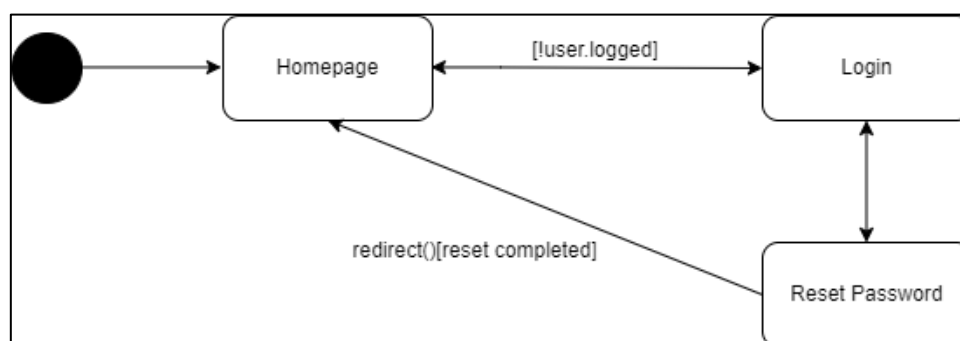 Homepage
[!user.logged]
Login
redirect()[reset completed]
Reset Password